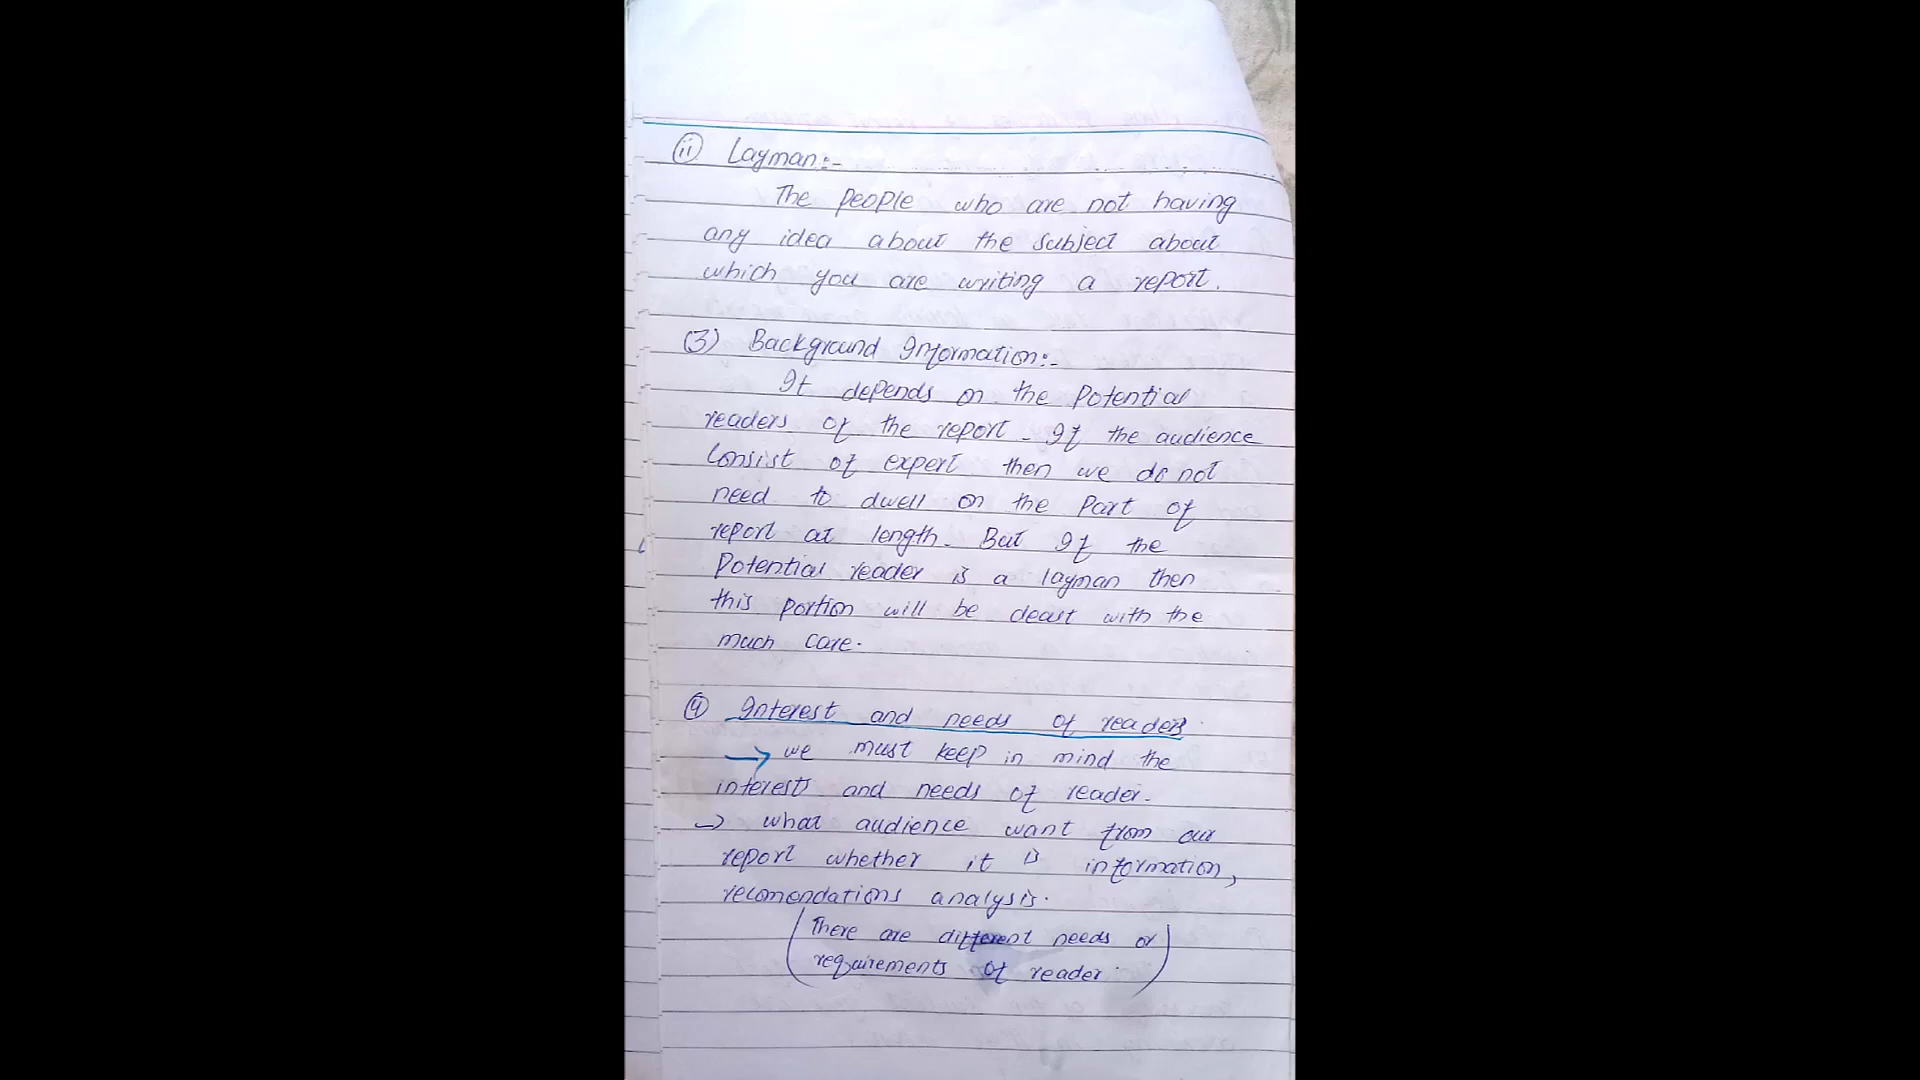 (ii) Layman:-
The people who are not having
any idea about the subject about
which you are writing a report.
(3) Background Information:-
It depends on the potential
readers of the report. If the audience
consist of expert then we do not
need to dwell on the part of
report at length. But If the
potential reader is a layman then
this portion will be dealt with the
much care.
(4) Interest and needs of readers.
→ we must keep in mind the
interests and needs of reader.
→ what audience want from our
report whether it is information,
recomondations analysis.
(There are different needs or
requirements of reader.)